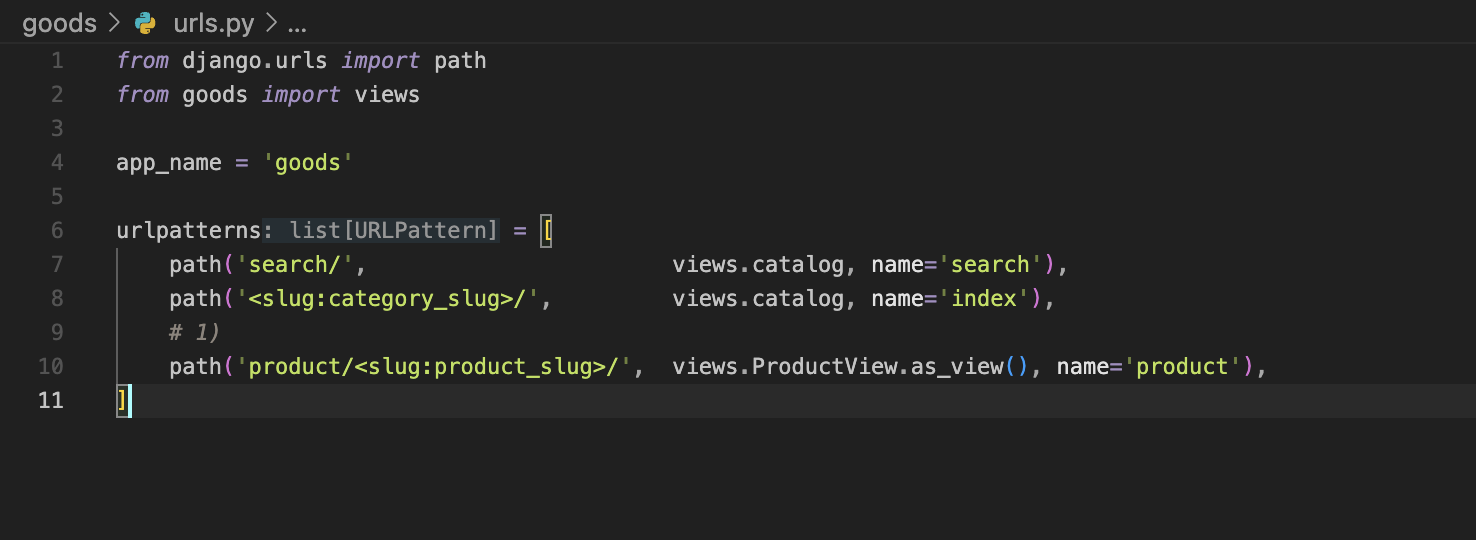 goods > urls.py > ...
1 from django.urls import path
2 from goods import views
3
4 app_name = 'goods'
5
6 urlpatterns: list[URLPattern] = [
7 path('search/', views.catalog, name='search'),
8 path('<slug:category_slug>/', views.catalog, name='index'),
9 # 1)
10 path('product/<slug:product_slug>/', views.ProductView.as_view(), name='product'),
11 ]